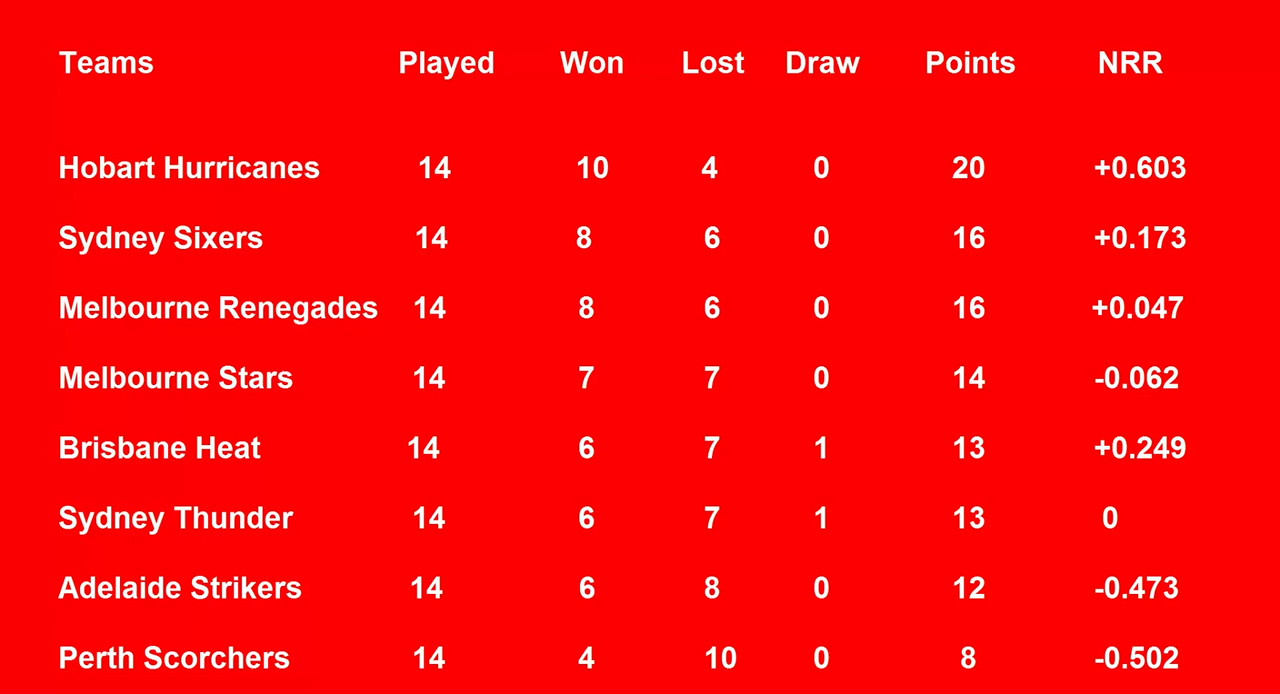 Teams Played Won Lost Draw Points NRR
Hobart Hurricanes 14 10 4 0 20 +0.603
Sydney Sixers 14 8 6 0 16 +0.173
Melbourne Renegades 14 8 6 0 16 +0.047
Melbourne Stars 14 7 7 0 14 -0.062
Brisbane Heat 14 6 7 1 13 +0.249
Sydney Thunder 14 6 7 1 13 0
Adelaide Strikers 14 6 8 0 12 -0.473
Perth Scorchers 14 4 10 0 8 -0.502